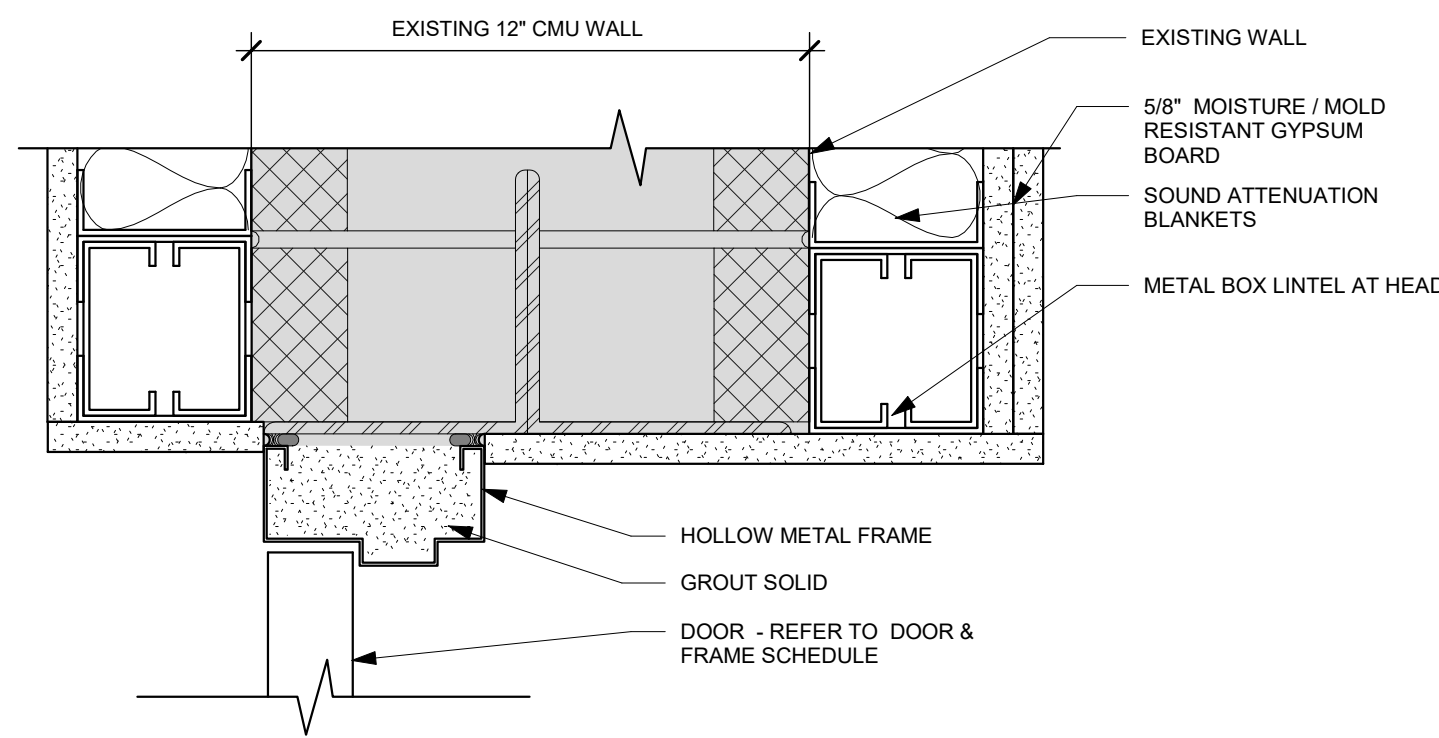 EXISTING 12" CMU WALL
EXISTING WALL
5/8" MOISTURE / MOLD
RESISTANT GYPSUM
BOARD
SOUND ATTENUATION
BLANKETS
METAL BOX LINTEL AT HEAD
HOLLOW METAL FRAME
GROUT SOLID
DOOR - REFER TO DOOR &
FRAME SCHEDULE